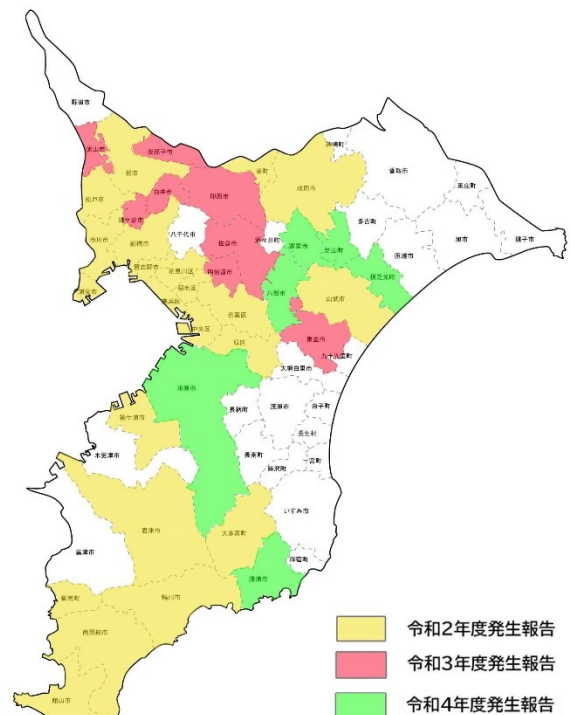 野田市
流山市
我孫子市
柏市
松戸市
白井市
印西市
鎌ケ谷市
栄町
成田市
神崎町
香取市
東庄町
市川市
船橋市
八千代市
佐倉市
酒々井町
富里市
芝山町
多古町
匝瑳市
旭市
銚子市
習志野市
花見川区
四街道市
八街市
横芝光町
浦安市
美浜区
稲毛区
若葉区
山武市
中央区
緑区
東金市
九十九里町
大網白里市
市原市
袖ケ浦市
長柄町
茂原市
白子町
長生村
木更津市
長南町
一宮町
睦沢町
君津市
いすみ市
大多喜町
富津市
御宿町
勝浦市
鋸南町
鴨川市
南房総市
館山市
令和2年度発生報告
令和3年度発生報告
令和4年度発生報告